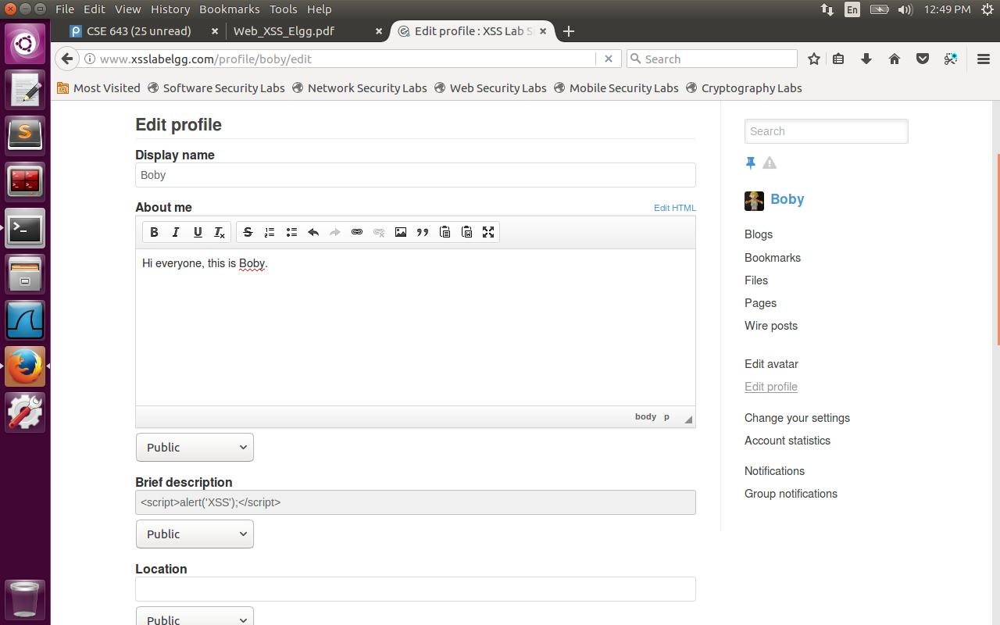 File Edit View History Bookmarks Tools Help En 12:49 PM
CSE 643 (25 unread) Web_XSS_Elgg.pdf Edit profile : XSS Lab S
www.xsslabelgg.com/profile/boby/edit Search
Most Visited Software Security Labs Network Security Labs Web Security Labs Mobile Security Labs Cryptography Labs
Edit profile
Display name
Boby
About me Edit HTML
B I U Tx S
Hi everyone, this is Boby.
body p
Public
Brief description
<script>alert('XSS');</script>
Public
Location
Public
Search
Boby
Blogs
Bookmarks
Files
Pages
Wire posts
Edit avatar
Edit profile
Change your settings
Account statistics
Notifications
Group notifications